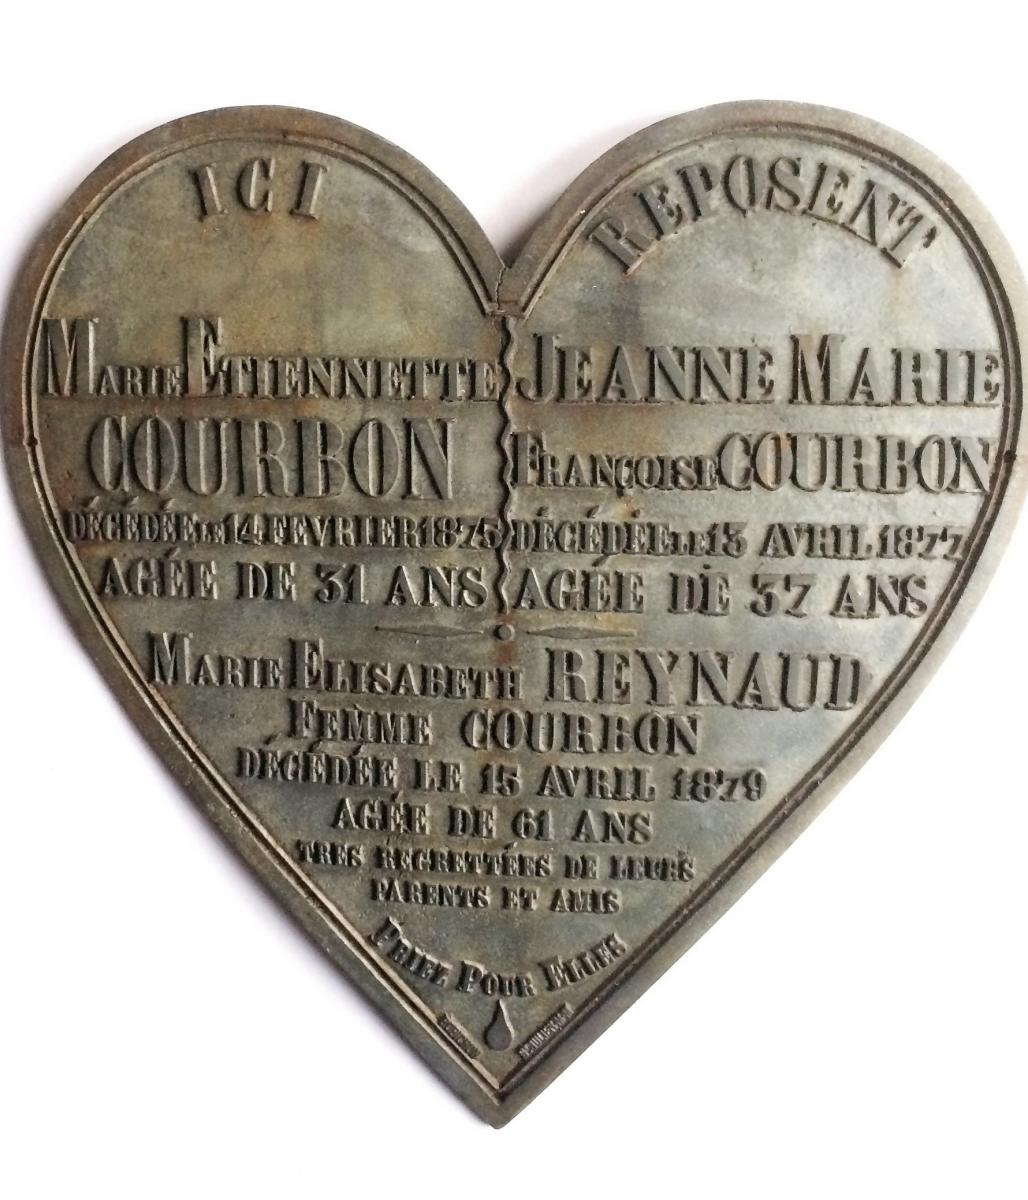 ICI REPOSENT
MARIE ETIENNETTE
COURBON
DÉCÉDÉE LE 14 FEVRIER 1875
AGÉE DE 31 ANS
JEANNE MARIE
FRANÇOISE COURBON
DÉCÉDÉE LE 13 AVRIL 1877
AGÉE DE 37 ANS
MARIE ELISABETH REYNAUD
FEMME COURBON
DÉCÉDÉE LE 15 AVRIL 1879
AGÉE DE 61 ANS
TRES REGRETTÉES DE LEURS
PARENTS ET AMIS
PRIEZ POUR ELLES